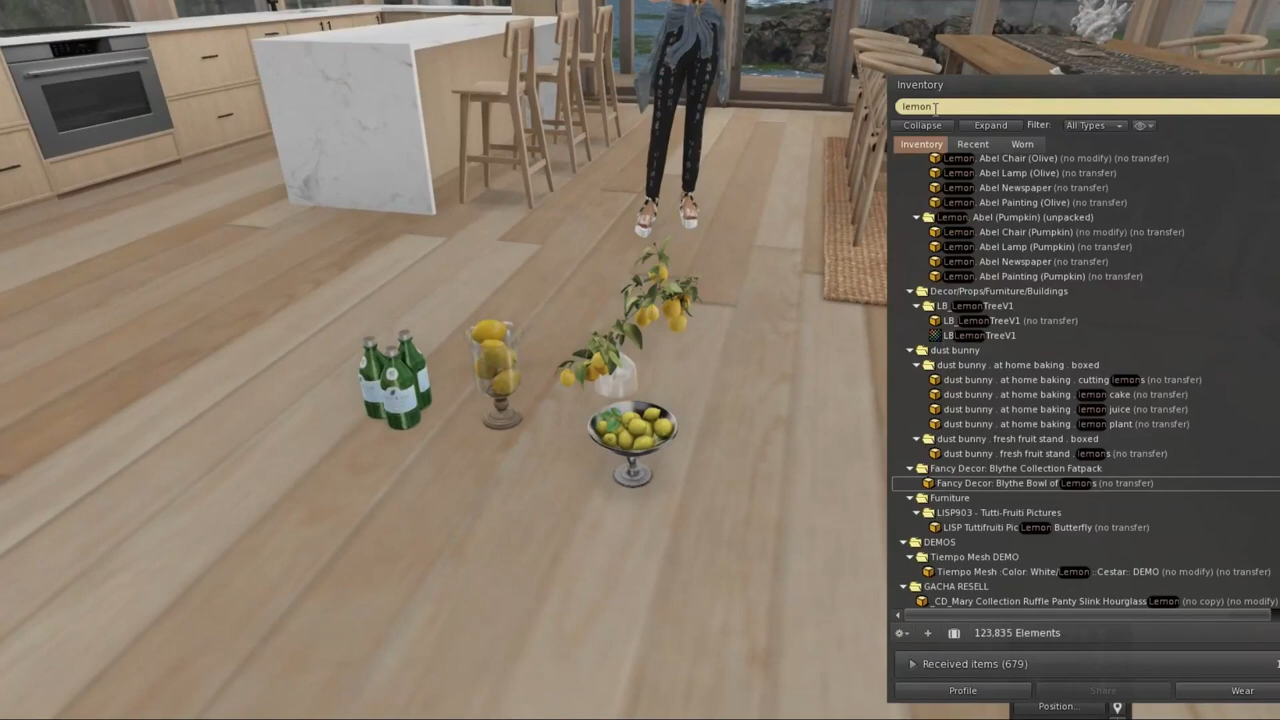 Inventory
lemon
Collapse Expand Filter: All Types
Inventory Recent Worn
Lemon. Abel Chair (Olive) (no modify) (no transfer)
Lemon. Abel Lamp (Olive) (no transfer)
Lemon. Abel Newspaper (no transfer)
Lemon. Abel Painting (Olive) (no transfer)
Lemon. Abel (Pumpkin) (unpacked)
Lemon. Abel Chair (Pumpkin) (no modify) (no transfer)
Lemon. Abel Lamp (Pumpkin) (no transfer)
Lemon. Abel Newspaper (no transfer)
Lemon. Abel Painting (Pumpkin) (no transfer)
Decor/Props/Furniture/Buildings
LB_LemonTreeV1
LB_LemonTreeV1 (no transfer)
LBLemonTreeV1
dust bunny
dust bunny . at home baking . boxed
dust bunny . at home baking . cutting lemons (no transfer)
dust bunny . at home baking . lemon cake (no transfer)
dust bunny . at home baking . lemon juice (no transfer)
dust bunny . at home baking . lemon plant (no transfer)
dust bunny . fresh fruit stand . boxed
dust bunny . fresh fruit stand . lemons (no transfer)
Fancy Decor: Blythe Collection Fatpack
Fancy Decor: Blythe Bowl of Lemons (no transfer)
Furniture
LISP903 - Tutti-Fruiti Pictures
LISP Tuttifruiti Pic Lemon Butterfly (no transfer)
DEMOS
Tiempo Mesh DEMO
Tiempo Mesh :Color: White/Lemon ::Cestar:: DEMO (no modify) (no transfer)
GACHA RESELL
_CD_Mary Collection Ruffle Panty Slink Hourglass Lemon (no copy) (no modify)
123,835 Elements
Received items (679)
Profile Share Wear
Position...